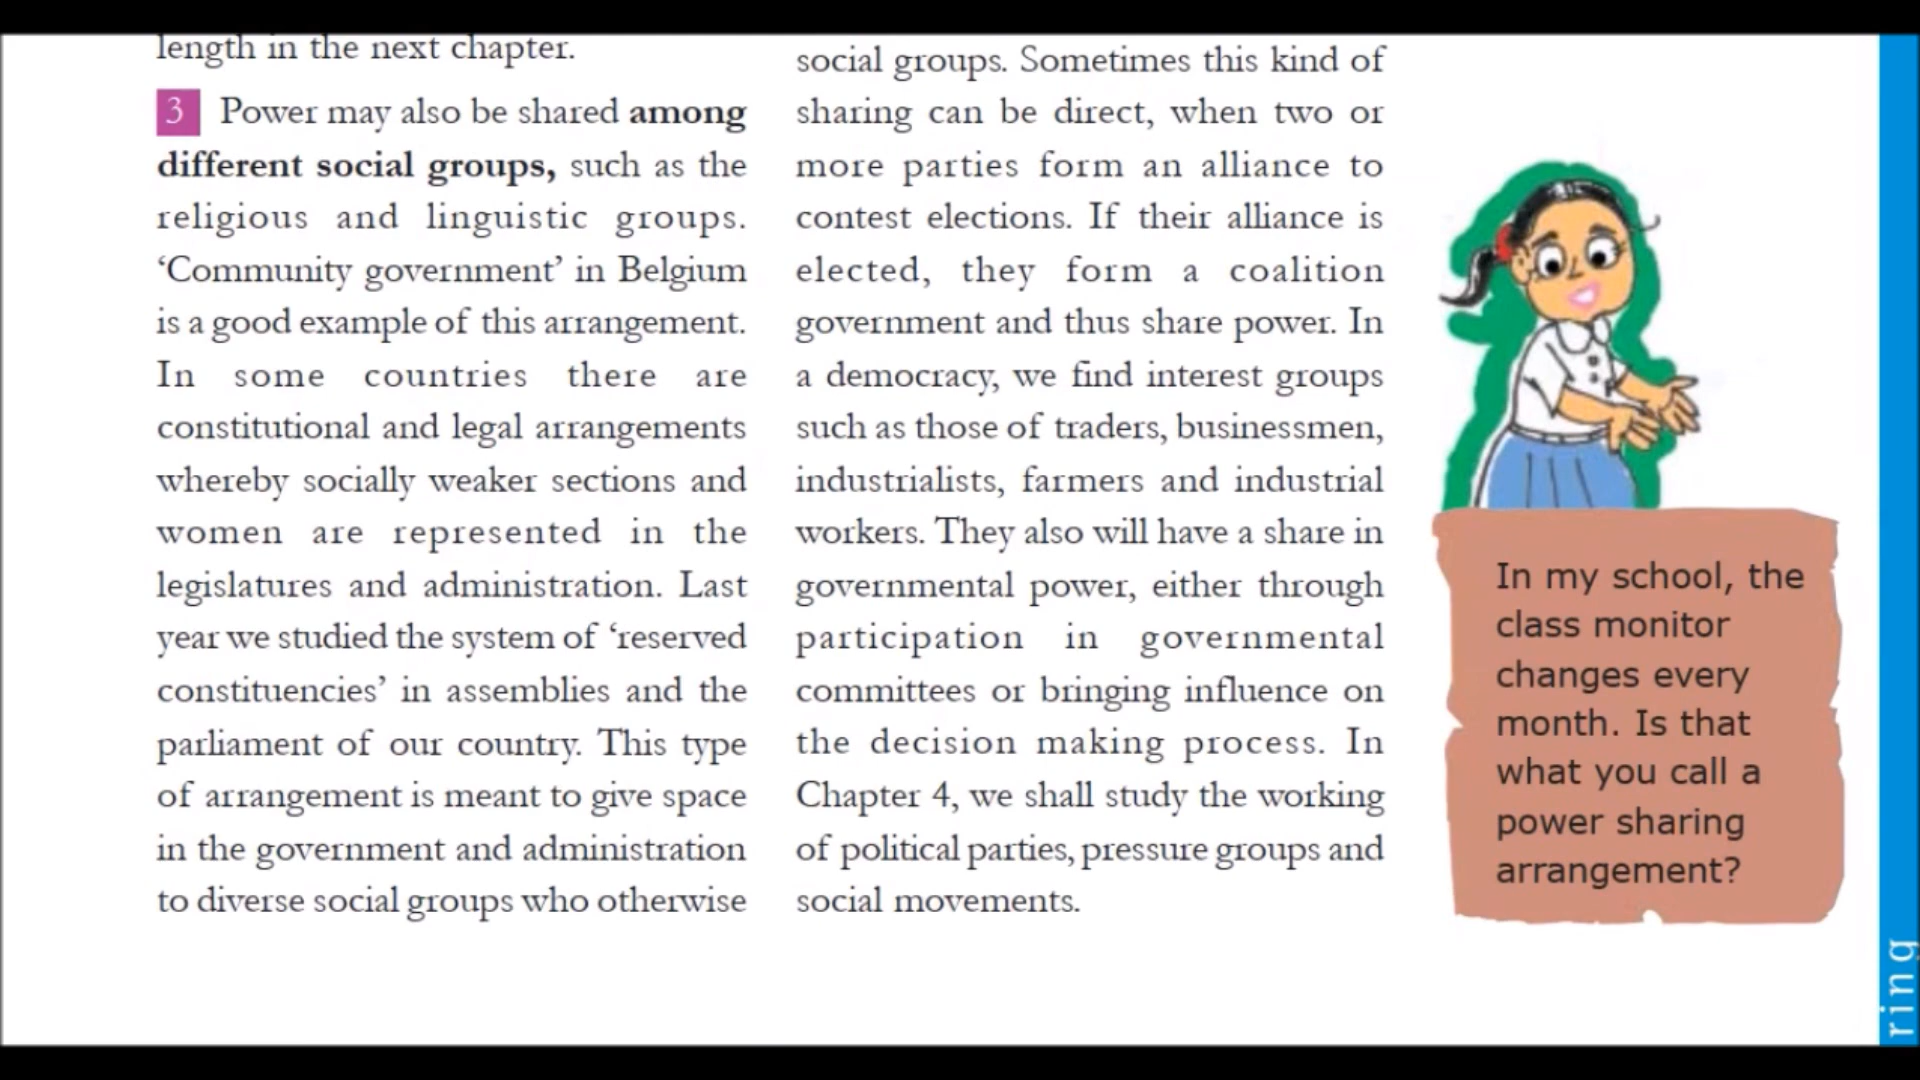 length in the next chapter.
3 Power may also be shared among
different social groups, such as the
religious and linguistic groups.
‘Community government’ in Belgium
is a good example of this arrangement.
In some countries there are
constitutional and legal arrangements
whereby socially weaker sections and
women are represented in the
legislatures and administration. Last
year we studied the system of ‘reserved
constituencies’ in assemblies and the
parliament of our country. This type
of arrangement is meant to give space
in the government and administration
to diverse social groups who otherwise
social groups. Sometimes this kind of
sharing can be direct, when two or
more parties form an alliance to
contest elections. If their alliance is
elected, they form a coalition
government and thus share power. In
a democracy, we find interest groups
such as those of traders, businessmen,
industrialists, farmers and industrial
workers. They also will have a share in
governmental power, either through
participation in governmental
committees or bringing influence on
the decision making process. In
Chapter 4, we shall study the working
of political parties, pressure groups and
social movements.
In my school, the
class monitor
changes every
month. Is that
what you call a
power sharing
arrangement?
ring